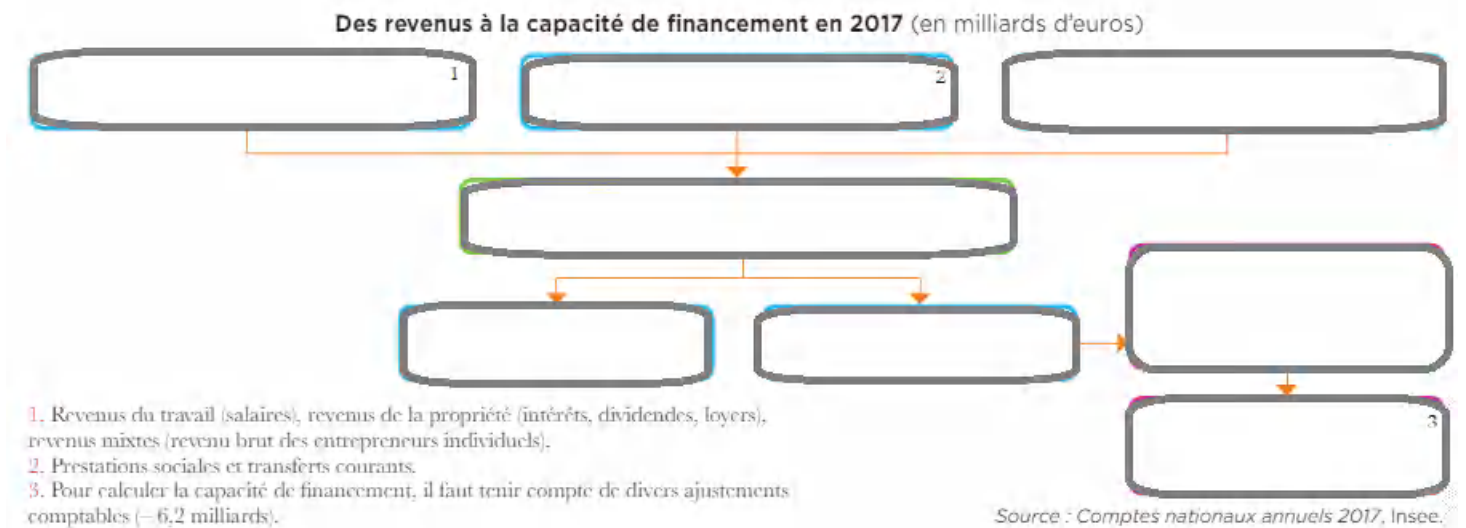 Des revenus à la capacité de financement en 2017 (en milliards d'euros)
1
2
3
1. Revenus du travail (salaires), revenus de la propriété (intérêts, dividendes, loyers),
revenus mixtes (revenu brut des entrepreneurs individuels).
2. Prestations sociales et transferts courants.
3. Pour calculer la capacité de financement, il faut tenir compte de divers ajustements
comptables (– 6,2 milliards).
Source : Comptes nationaux annuels 2017, Insee.